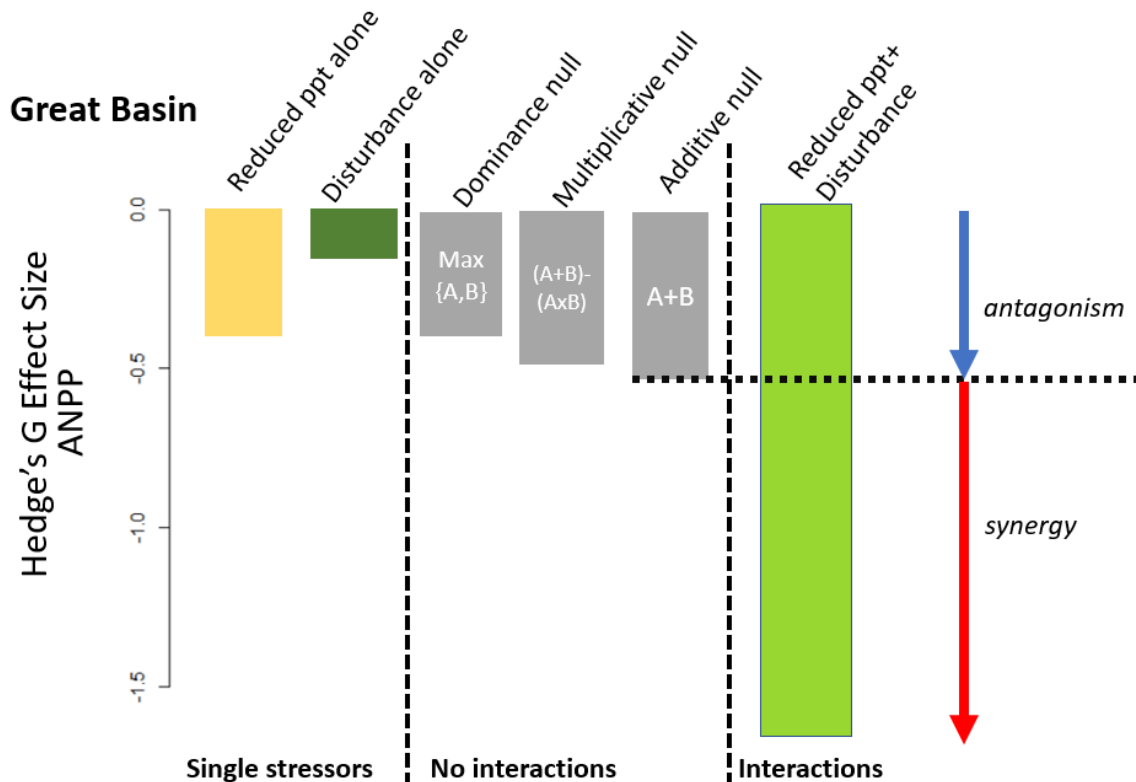 Great Basin
Reduced ppt alone
Disturbance alone
Dominance null
Multiplicative null
Additive null
Reduced ppt+
Disturbance
Hedge's G Effect Size
ANPP
0.0
-0.5
-1.0
-1.5
Max
{A,B}
(A+B)-
(AxB)
A+B
antagonism
synergy
Single stressors
No interactions
Interactions